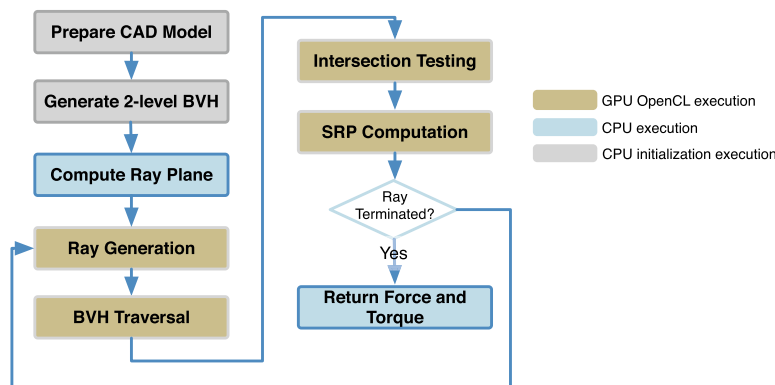 Prepare CAD Model
Generate 2-level BVH
Compute Ray Plane
Ray Generation
BVH Traversal
Intersection Testing
SRP Computation
Ray
Terminated?
Yes
Return Force and
Torque
GPU OpenCL execution
CPU execution
CPU initialization execution